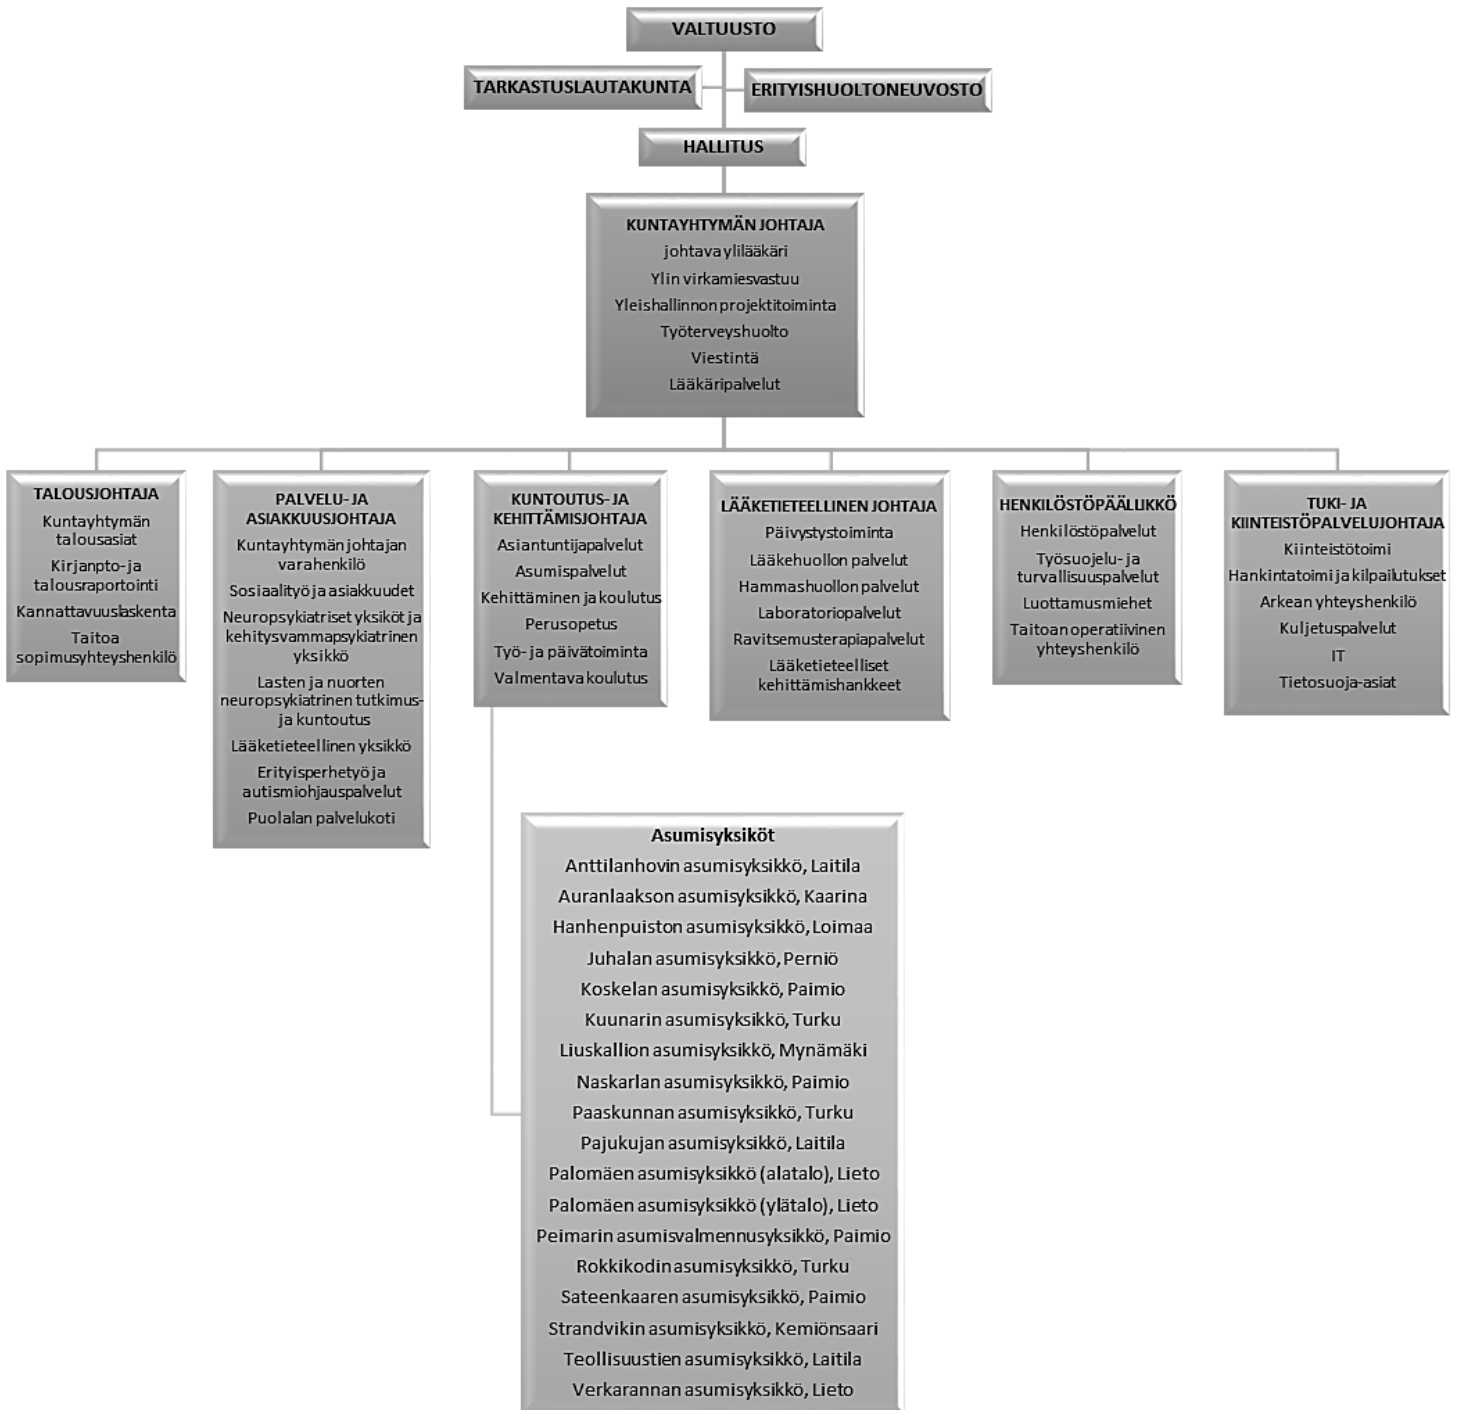 VALTUUSTO
TARKASTUSLAUTAKUNTA
ERITYISHUOLTONEUVOSTO
HALLITUS
KUNTAYHTYMÄN JOHTAJA
johtava ylilääkäri
Ylin virkamiesvastuu
Yleishallinnon projektitoiminta
Työterveyshuolto
Viestintä
Lääkäripalvelut
TALOUSJOHTAJA
Kuntayhtymän
talousasiat
Kirjanpto-ja
talousraportointi
Kannattavuuslaskenta
Taitoa
sopimusyhteyshenkilö
PALVELU- JA
ASIAKKUUSJOHTAJA
Kuntayhtymän johtajan
varahenkilö
Sosiaalityö ja asiakkuudet
Neuropsykiatriset yksiköt ja
kehitysvammapsykiatrinen
yksikkö
Lasten ja nuorten
neuropsykiatrinen tutkimus-
ja kuntoutus
Lääketieteellinen yksikkö
Erityisperhetyö ja
autismiohjauspalvelut
Puolalan palvelukoti
KUNTOUTUS- JA
KEHITTÄMISJOHTAJA
Asiantuntijapalvelut
Asumispalvelut
Kehittäminen ja koulutus
Perusopetus
Työ- ja päivätoiminta
Valmentava koulutus
LÄÄKETIETEELLINEN JOHTAJA
Päivystystoiminta
Lääkehuollon palvelut
Hammashuollon palvelut
Laboratoriopalvelut
Ravitsemusterapiapalvelut
Lääketieteelliset
kehittämishankkeet
HENKILÖSTÖPÄÄLLIKKÖ
Henkilöstöpalvelut
Työsuojelu- ja
turvallisuuspalvelut
Luottamusmiehet
Taitoan operatiivinen
yhteyshenkilö
TUKI- JA
KIINTEISTÖPALVELUJOHTAJA
Kiinteistötoimi
Hankintatoimi ja kilpailutukset
Arkean yhteyshenkilö
Kuljetuspalvelut
IT
Tietosuoja-asiat
Asumisyksiköt
Anttilanhovin asumisyksikkö, Laitila
Auranlaakson asumisyksikkö, Kaarina
Hanhenpuiston asumisyksikkö, Loimaa
Juhalan asumisyksikkö, Perniö
Koskelan asumisyksikkö, Paimio
Kuunarin asumisyksikkö, Turku
Liuskallion asumisyksikkö, Mynämäki
Naskarlan asumisyksikkö, Paimio
Paaskunnan asumisyksikkö, Turku
Pajukujan asumisyksikkö, Laitila
Palomäen asumisyksikkö (alatalo), Lieto
Palomäen asumisyksikkö (ylätalo), Lieto
Peimarin asumisvalmennusyksikkö, Paimio
Rokkikodin asumisyksikkö, Turku
Sateenkaaren asumisyksikkö, Paimio
Strandvikin asumisyksikkö, Kemiönsaari
Teollisuustien asumisyksikkö, Laitila
Verkarannan asumisyksikkö, Lieto